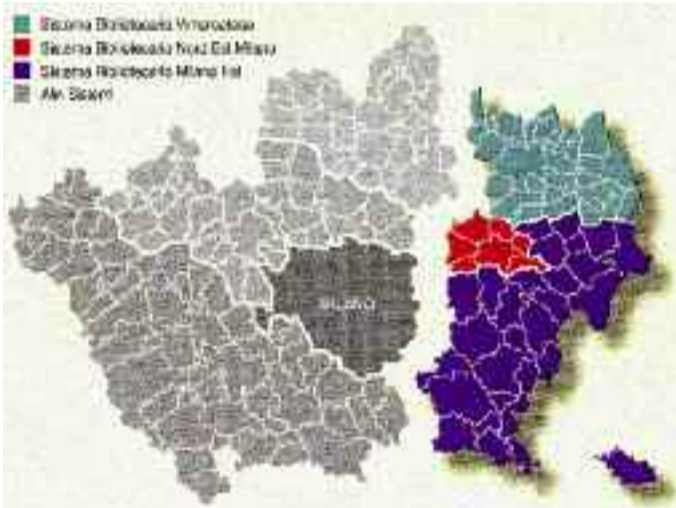 Sistema Bibliotecario Vimercatese
Sistema Bibliotecario Nord Est Milano
Sistema Bibliotecario Milano Est
Altri Sistemi
MILANO